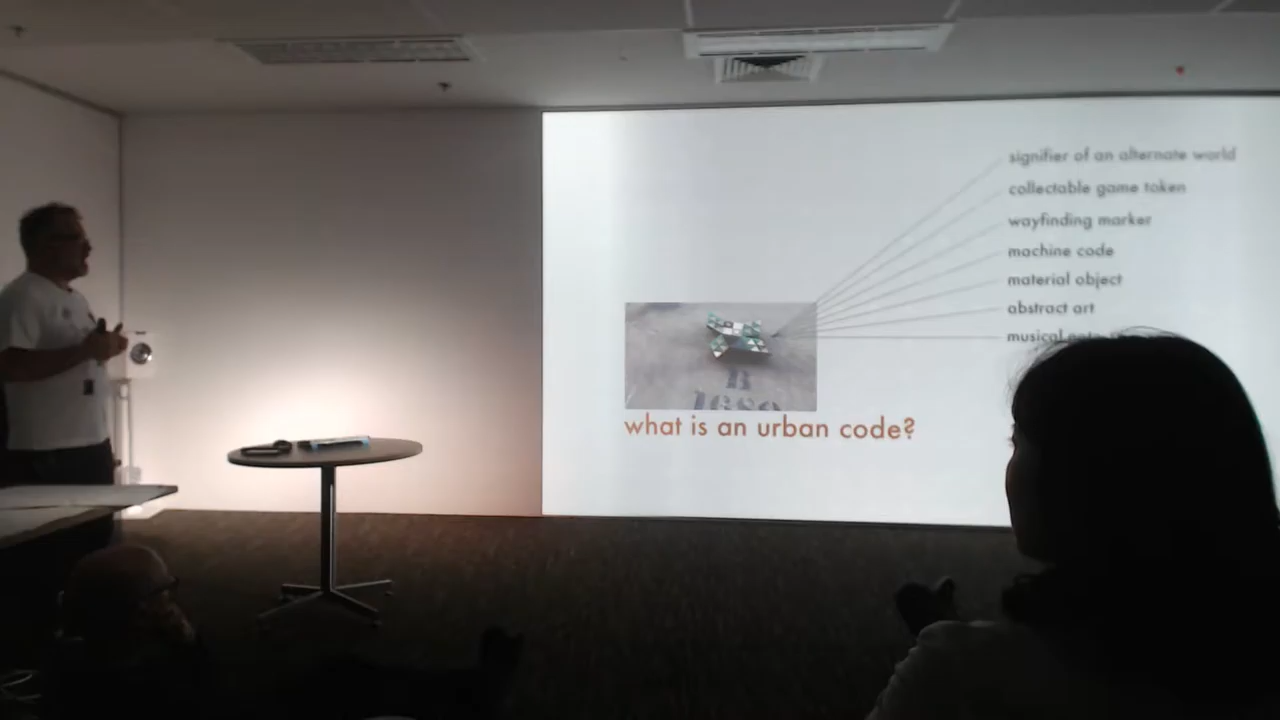 signifier of an alternate world
collectable game token
wayfinding marker
machine code
material object
abstract art
musical
B
what is an urban code?